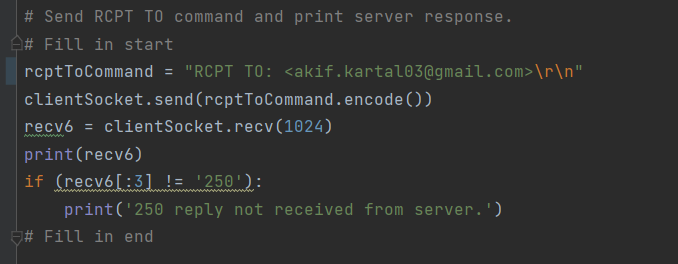 # Send RCPT TO command and print server response.
# Fill in start
rcptToCommand = "RCPT TO: <akif.kartal03@gmail.com>\r\n"
clientSocket.send(rcptToCommand.encode())
recv6 = clientSocket.recv(1024)
print(recv6)
if (recv6[:3] != '250'):
    print('250 reply not received from server.')
# Fill in end